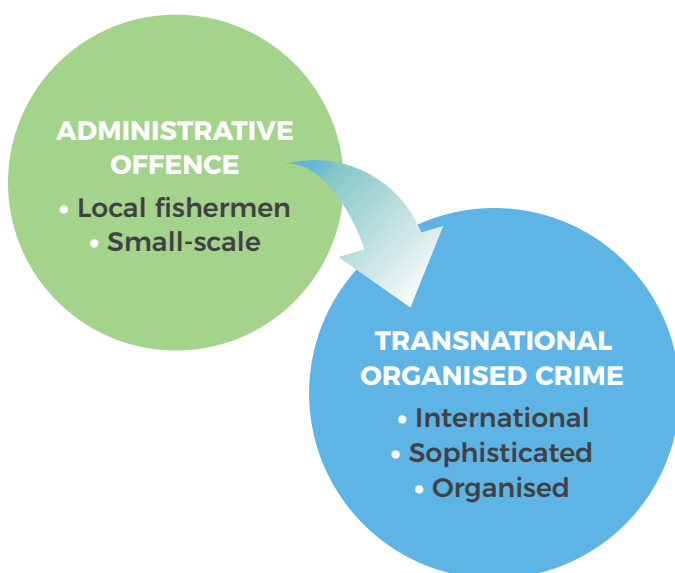 ADMINISTRATIVE
OFFENCE
• Local fishermen
• Small-scale
TRANSNATIONAL
ORGANISED CRIME
• International
• Sophisticated
• Organised